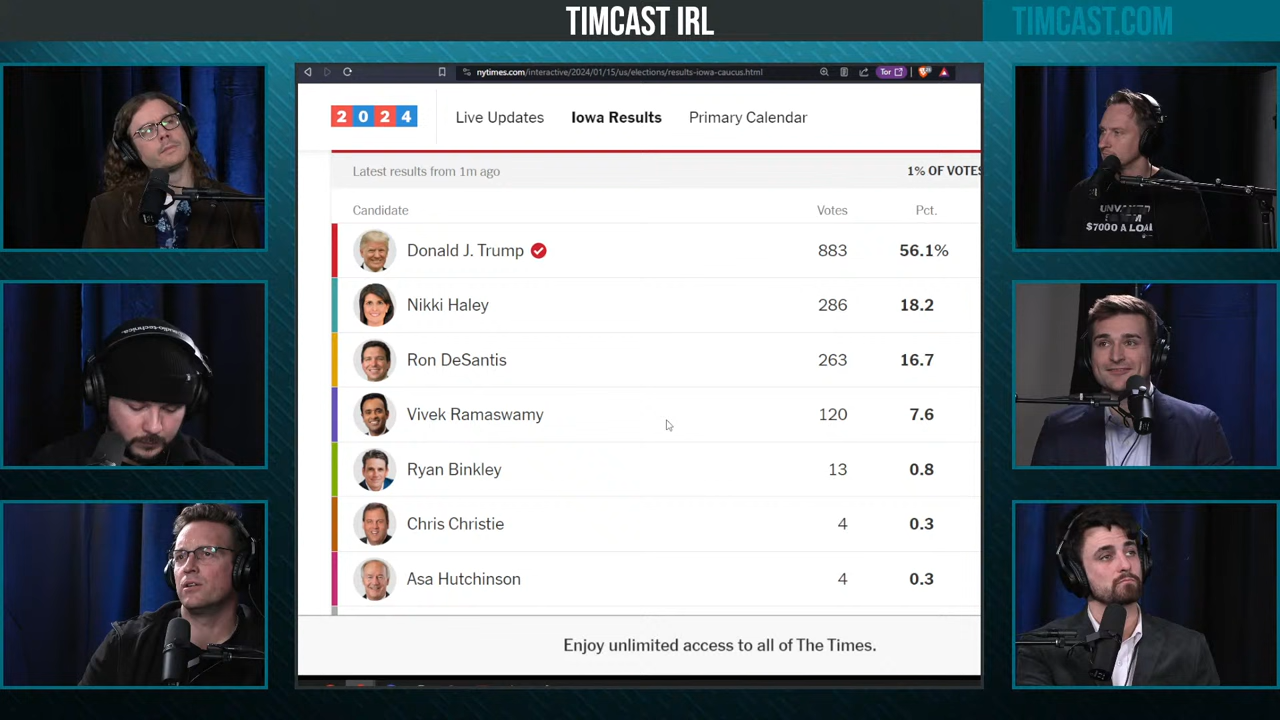 TIMCAST IRL
TIMCAST.COM
nytimes.com/interactive/2024/01/15/us/elections/results-iowa-caucus.html
Tor
2024
Live Updates
Iowa Results
Primary Calendar
Latest results from 1m ago
1% OF VOTES
Candidate
Votes
Pct.
Donald J. Trump
883
56.1%
Nikki Haley
286
18.2
Ron DeSantis
263
16.7
Vivek Ramaswamy
120
7.6
Ryan Binkley
13
0.8
Chris Christie
4
0.3
Asa Hutchinson
4
0.3
Enjoy unlimited access to all of The Times.
audio-technica
$7000 A LOA